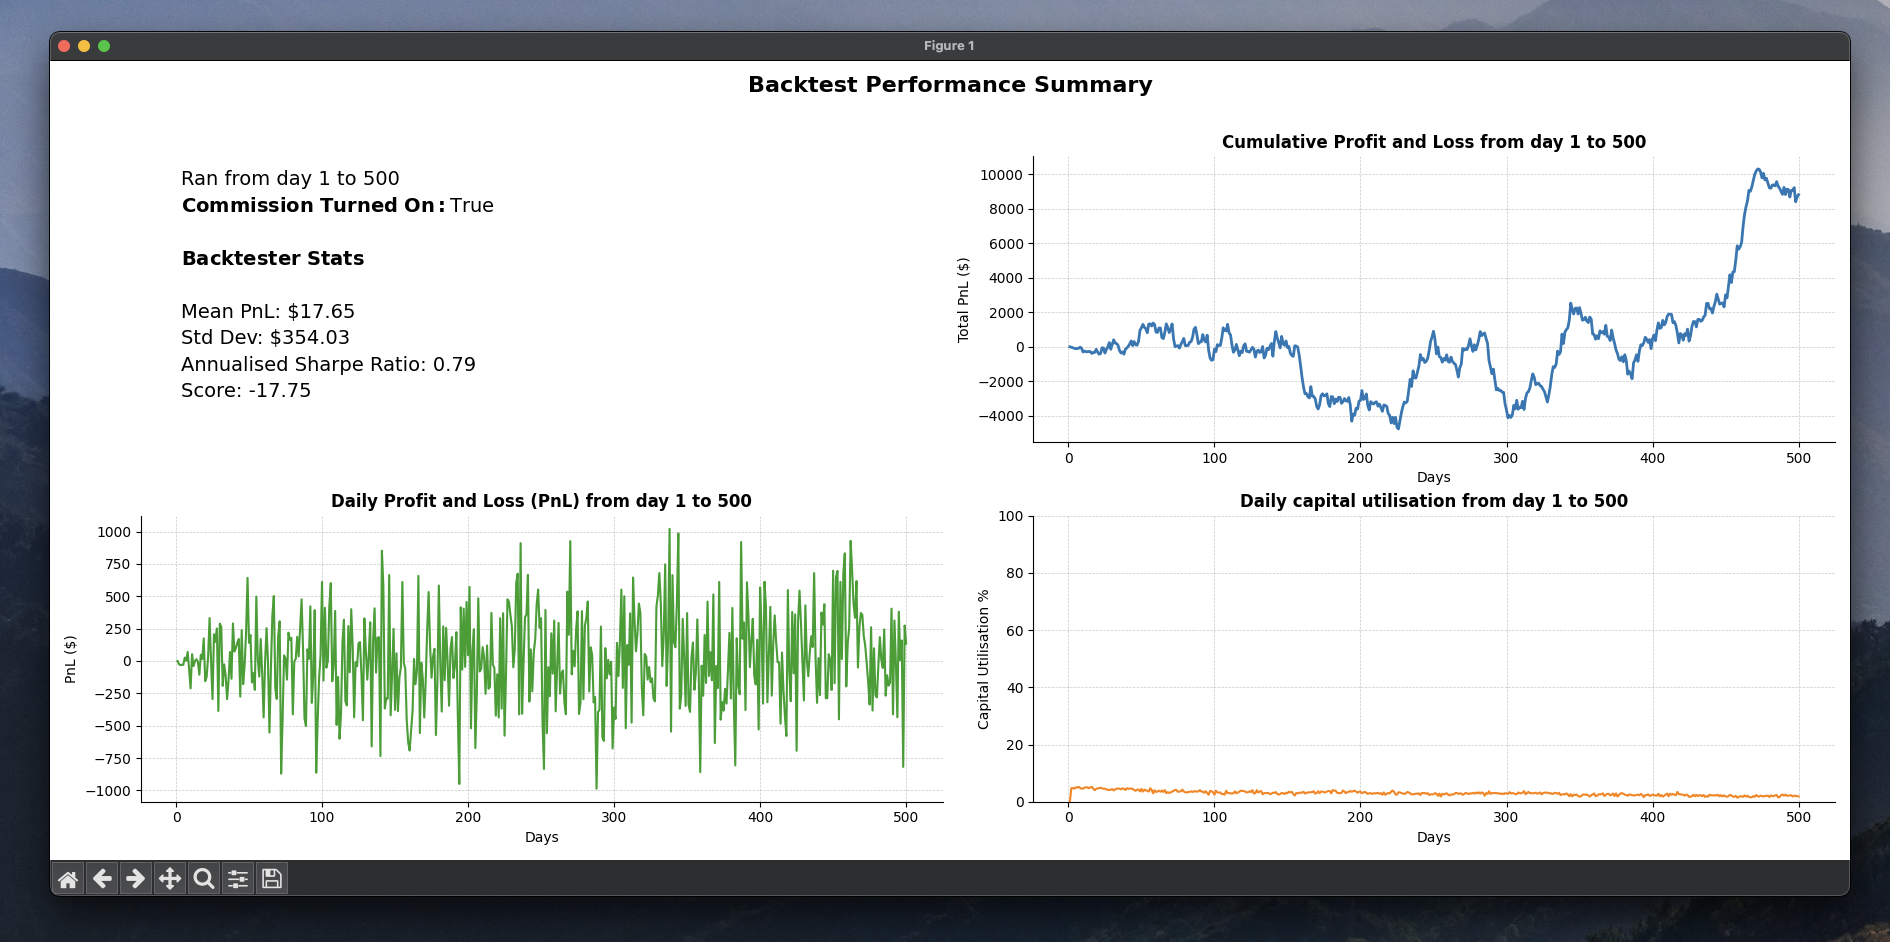 Figure 1
Backtest Performance Summary
Ran from day 1 to 500
Commission Turned On: True
Backtester Stats
Mean PnL: $17.65
Std Dev: $354.03
Annualised Sharpe Ratio: 0.79
Score: -17.75
Cumulative Profit and Loss from day 1 to 500
Total PnL ($)
10000
8000
6000
4000
2000
0
−2000
−4000
0 100 200 300 400 500
Days
Daily Profit and Loss (PnL) from day 1 to 500
PnL ($)
1000
750
500
250
0
−250
−500
−750
−1000
0 100 200 300 400 500
Days
Daily capital utilisation from day 1 to 500
Capital Utilisation %
100
80
60
40
20
0
0 100 200 300 400 500
Days